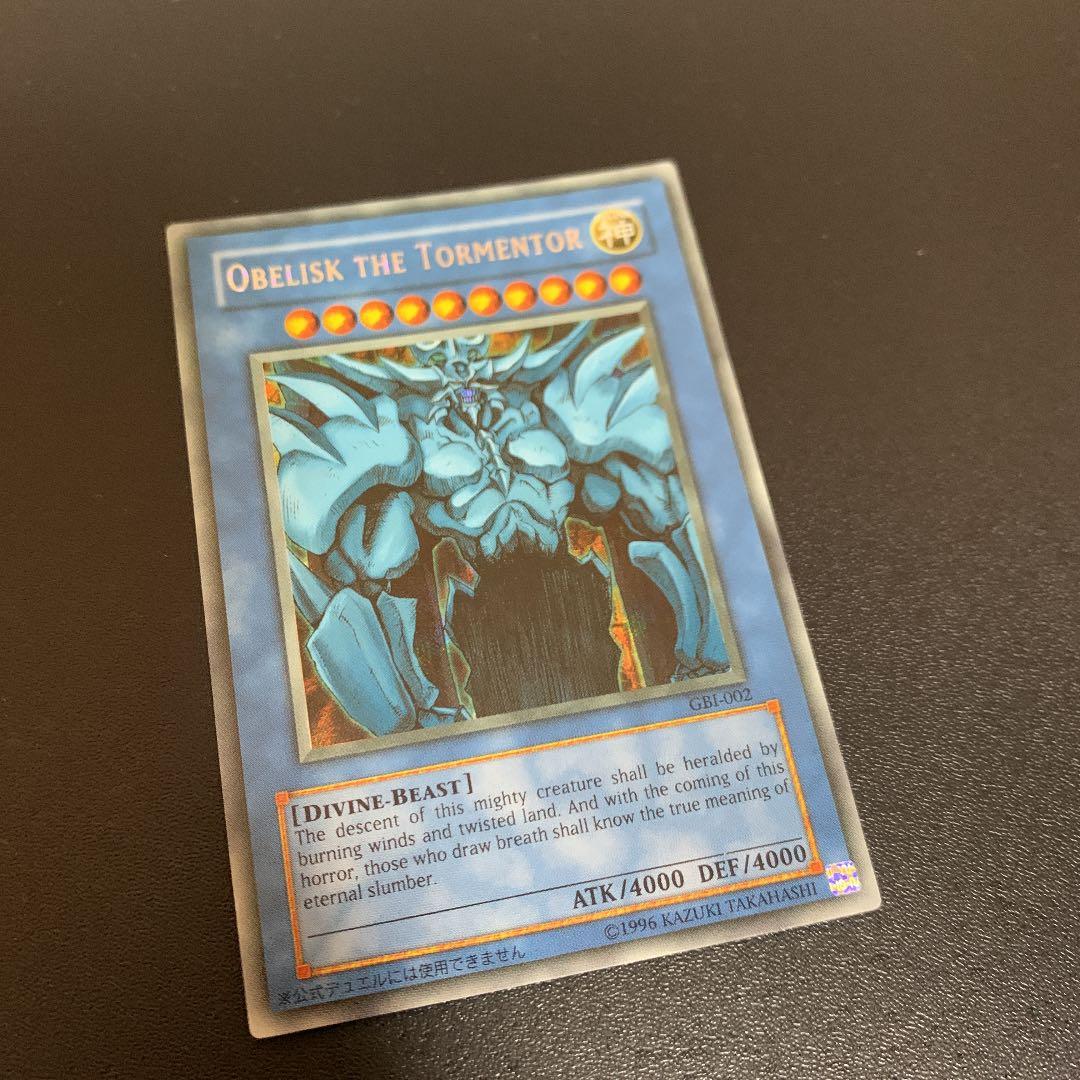 OBELISK THE TORMENTOR
神
GBI-002
[DIVINE-BEAST]
The descent of this mighty creature shall be heralded by
burning winds and twisted land. And with the coming of this
horror, those who draw breath shall know the true meaning of
eternal slumber.
ATK/4000 DEF/4000
©1996 KAZUKI TAKAHASHI
※公式デュエルには使用できません